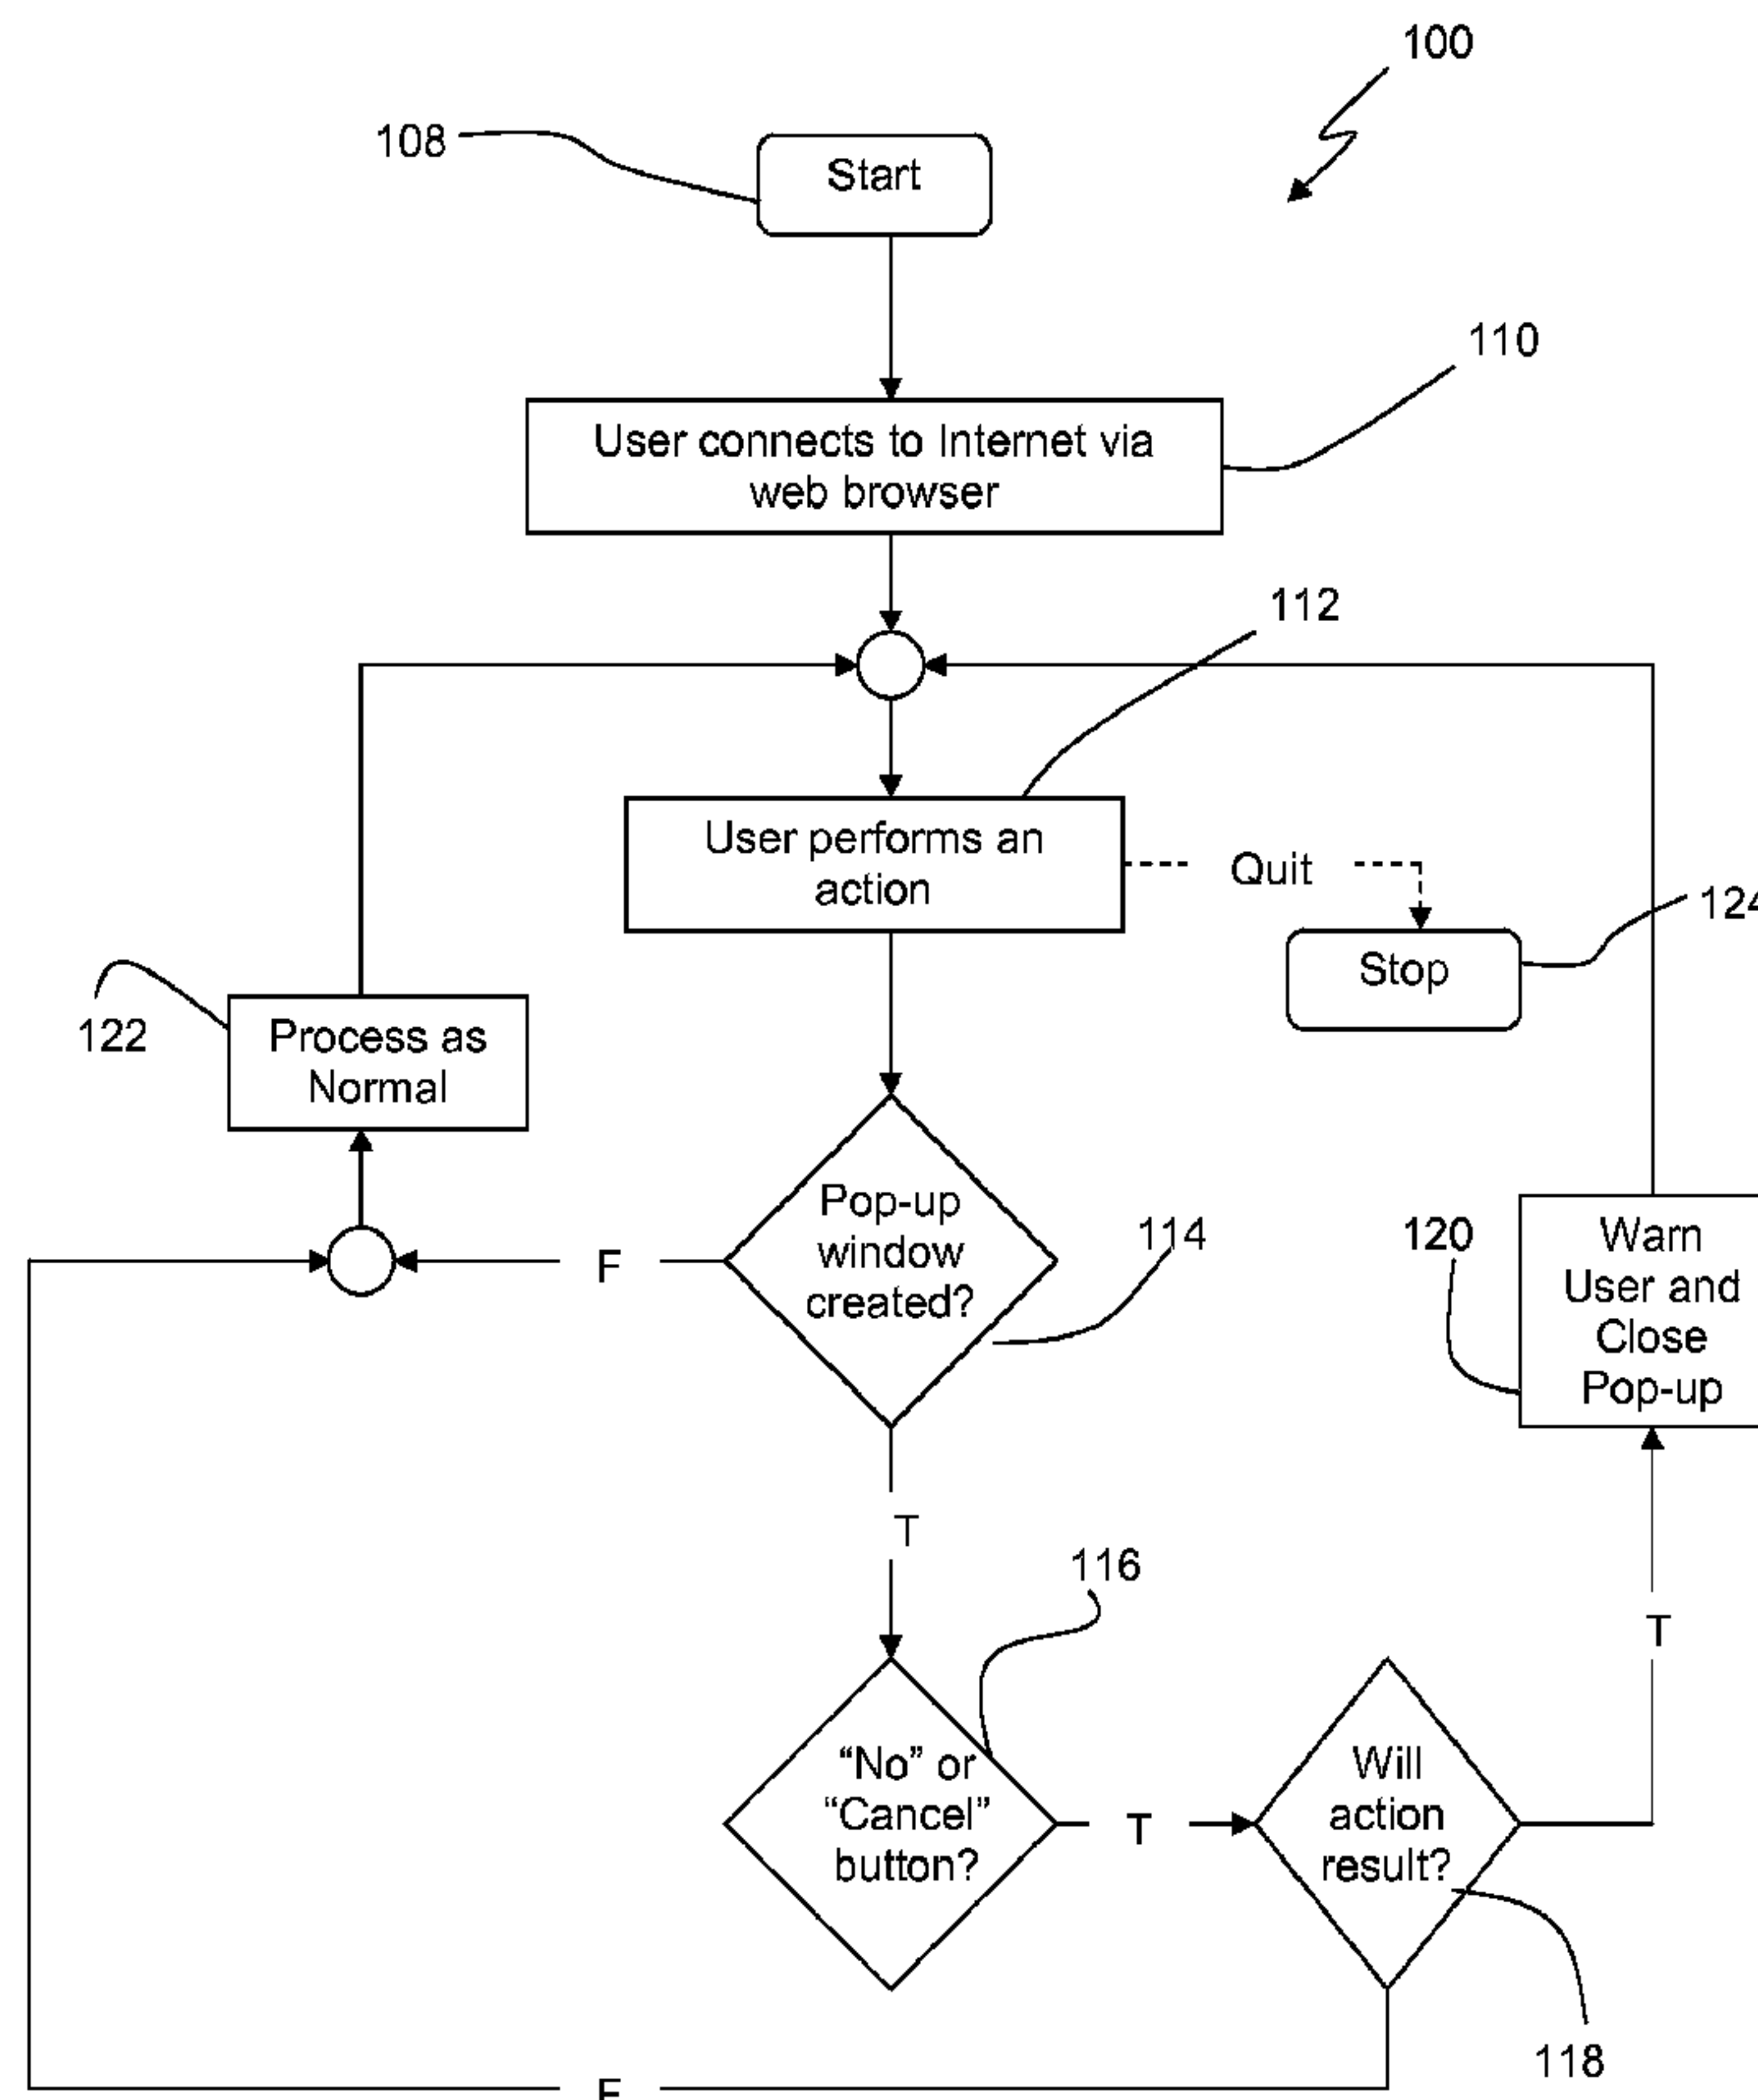 100
108
Start
110
User connects to Internet via
web browser
112
User performs an
action
Quit
124
Stop
122
Process as
Normal
Pop-up
window
created?
114
F
120
Warn
User and
Close
Pop-up
T
116
T
"No" or
"Cancel"
button?
T
Will
action
result?
118
F